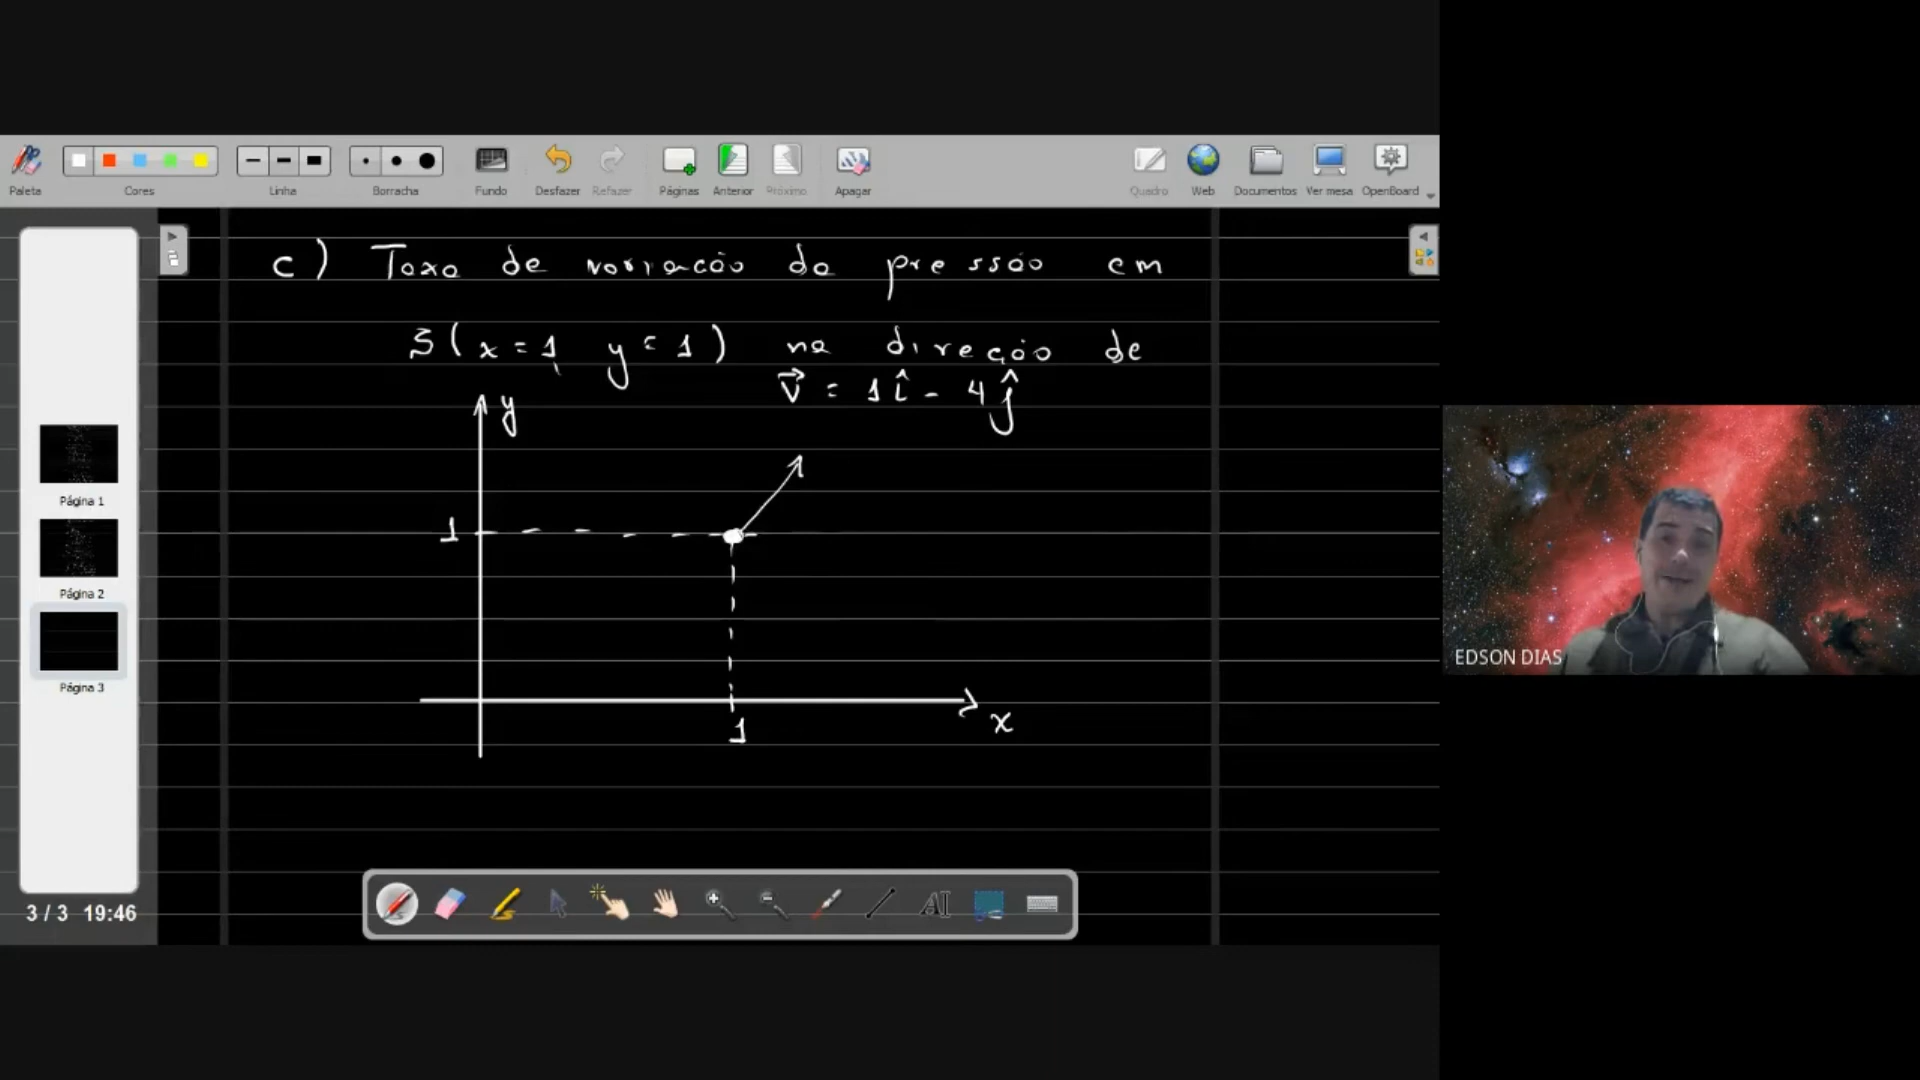 Paleta
Cores
Linha
Borracha
Fundo
Desfazer
Refazer
Páginas
Anterior
Próximo
Apagar
Quadro
Web
Documentos
Ver mesa
OpenBoard
c) Taxa de variação da pressão em
S(x=1, y=1) na direção de
v⃗ = 1î - 4ĵ
y
1
1
x
Página 1
Página 2
Página 3
3 / 3 19:46
AI
EDSON DIAS